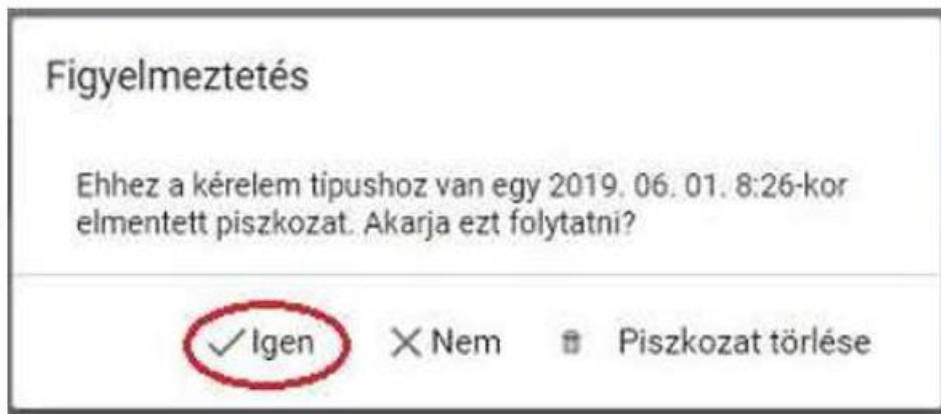 Figyelmeztetés
Ehhez a kérelem típushoz van egy 2019. 06. 01. 8:26-kor
elmentett piszkozat. Akarja ezt folytatni?
Igen Nem Piszkozat törlése